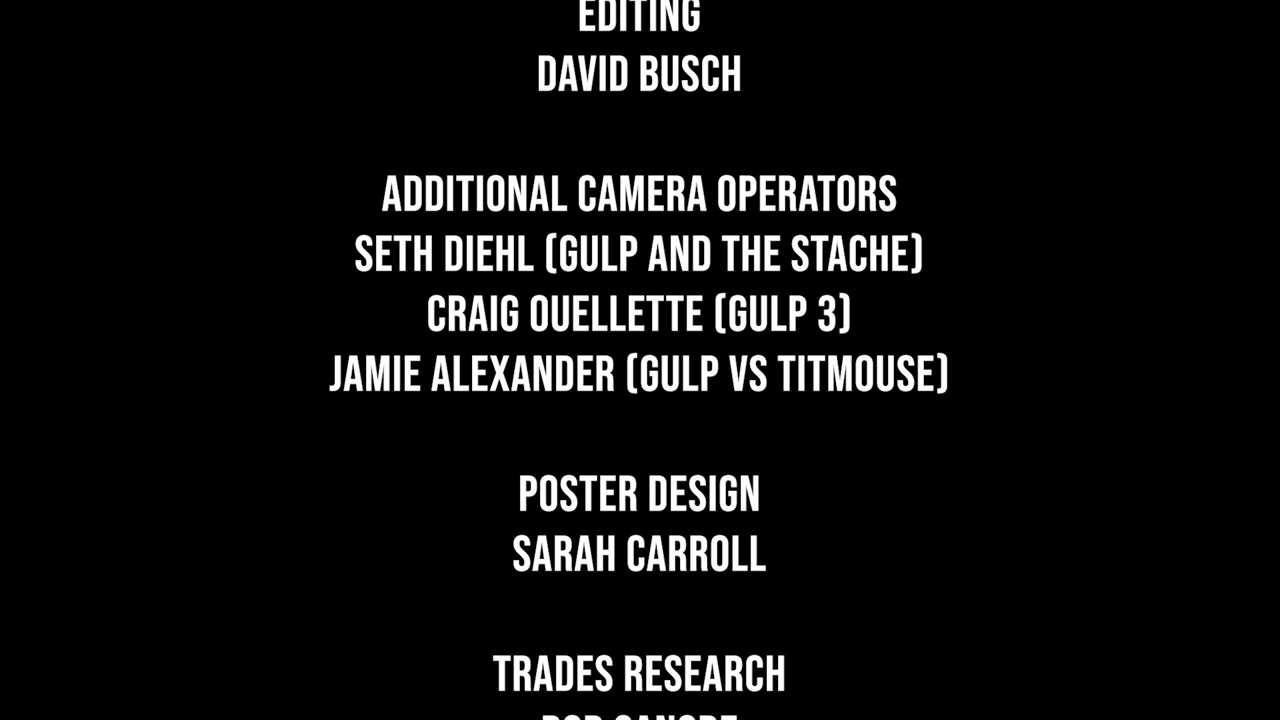 EDITING
DAVID BUSCH
ADDITIONAL CAMERA OPERATORS
SETH DIEHL (GULP AND THE STACHE)
CRAIG OUELLETTE (GULP 3)
JAMIE ALEXANDER (GULP VS TITMOUSE)
POSTER DESIGN
SARAH CARROLL
TRADES RESEARCH